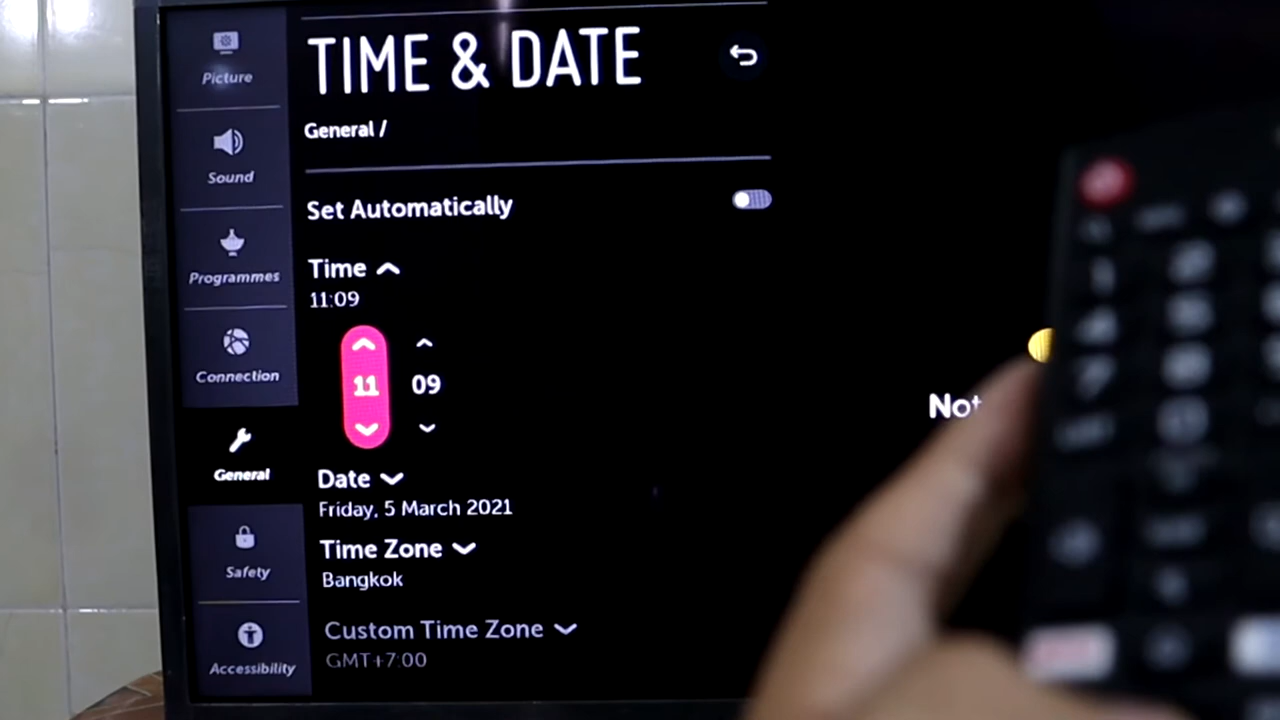 Picture
Sound
Programmes
Connection
General
Safety
Accessibility
TIME & DATE
General /
Set Automatically
Time
11:09
11 09
Date
Friday, 5 March 2021
Time Zone
Bangkok
Custom Time Zone
GMT+7:00